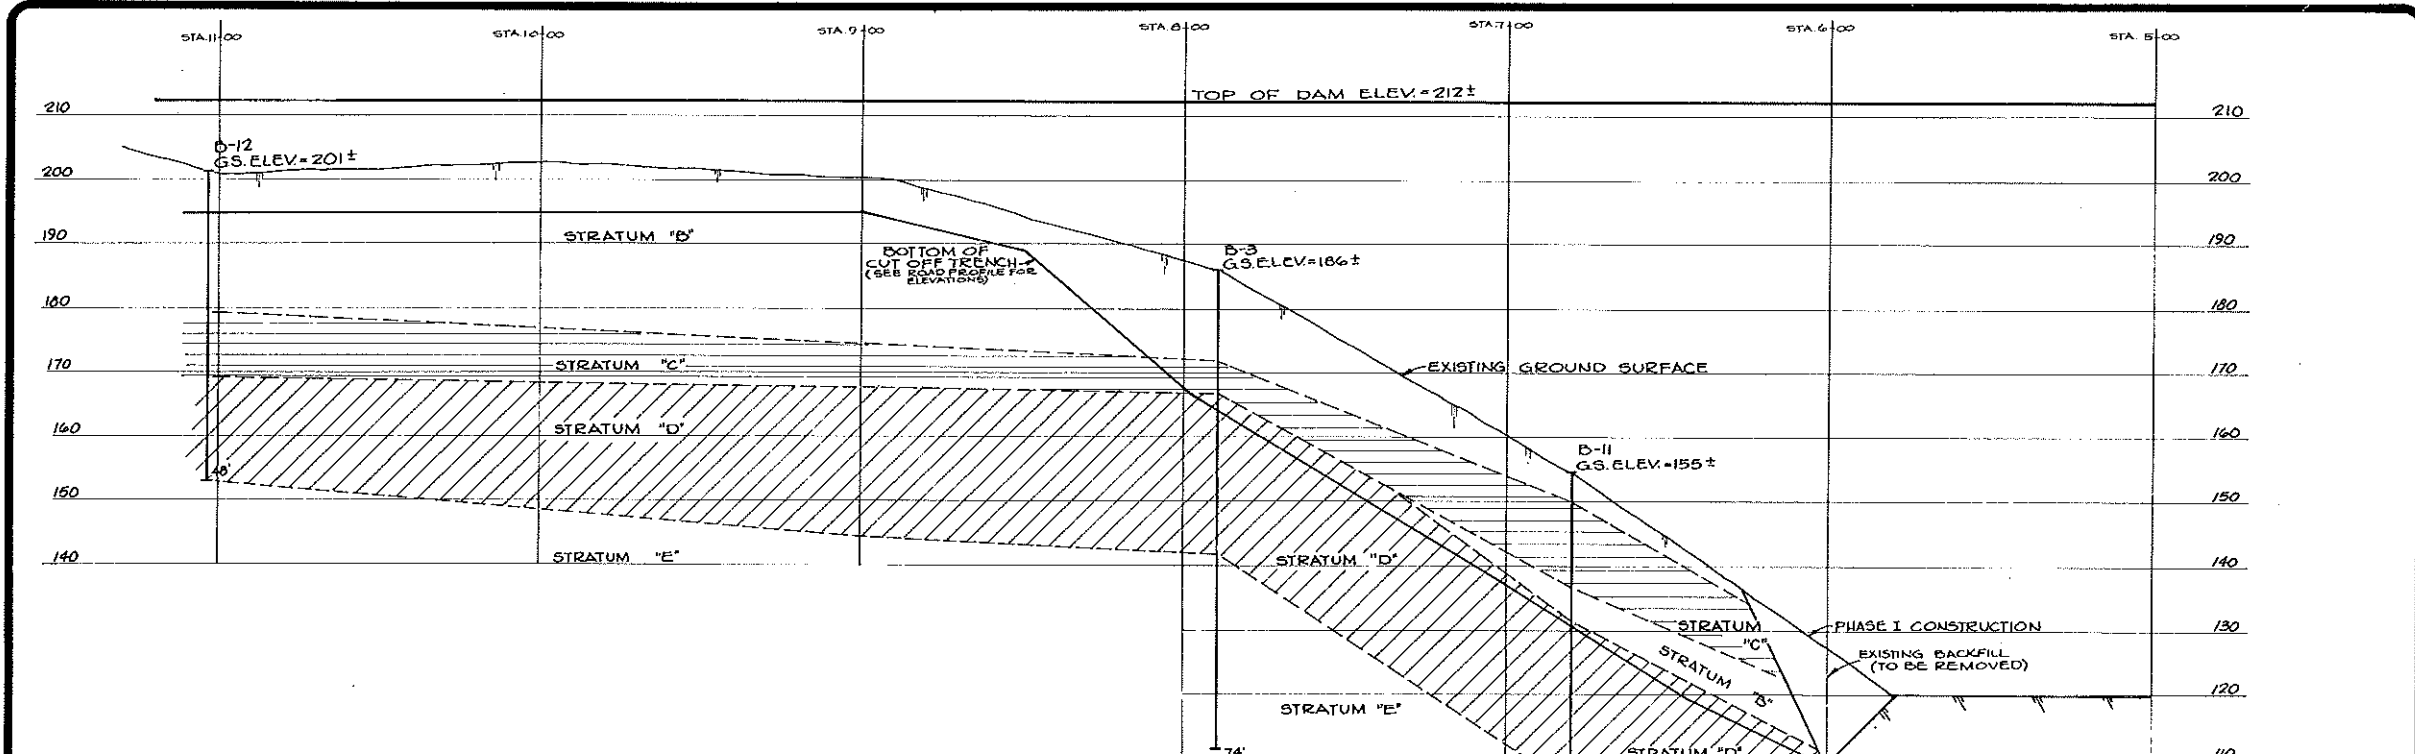 STA. 11+00
STA. 10+00
STA. 9+00
STA. 8+00
STA. 7+00
STA. 6+00
STA. 5+00
TOP OF DAM ELEV.=212±
210
210
B-12
G.S. ELEV.=201±
200
200
190
STRATUM "B"
BOTTOM OF
CUT OFF TRENCH
(SEE ROAD PROFILE FOR
ELEVATIONS)
B-3
G.S. ELEV.=186±
190
180
180
170
STRATUM "C"
EXISTING GROUND SURFACE
170
160
STRATUM "D"
160
B-11
G.S. ELEV.=155±
48'
150
150
140
STRATUM "E"
STRATUM "D"
140
STRATUM
"C"
PHASE I CONSTRUCTION
130
EXISTING BACKFILL
(TO BE REMOVED)
STRATUM "B"
120
STRATUM "E"
74'
STRATUM "D"
110